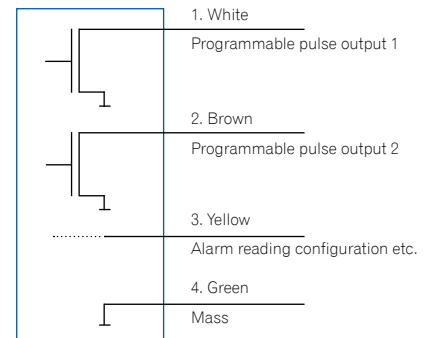 1. White
Programmable pulse output 1
2. Brown
Programmable pulse output 2
3. Yellow
Alarm reading configuration etc.
4. Green
Mass